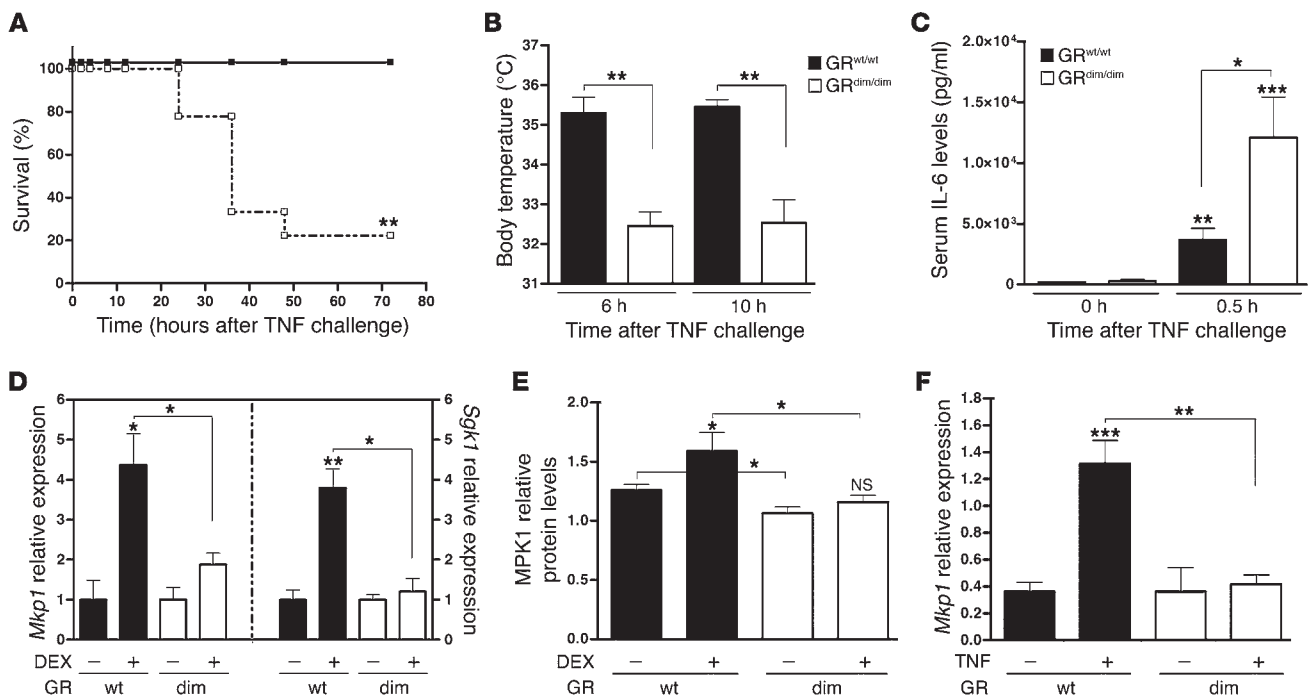 A
Survival (%)
100
80
60
40
20
0
0 10 20 30 40 50 60 70 80
**
Time (hours after TNF challenge)
B
Body temperature (°C)
37
36
35
34
33
32
31
** **
GRwt/wt
GRdim/dim
6 h 10 h
Time after TNF challenge
C
Serum IL-6 levels (pg/ml)
2.0×10⁴
1.5×10⁴
1.0×10⁴
5.0×10³
0
GRwt/wt
GRdim/dim
*
***
**
0 h 0.5 h
Time after TNF challenge
D
Mkp1 relative expression
6
5
4
3
2
1
0
*
*
*
**
6
5
4
3
2
1
0
Sgk1 relative
expression
DEX – + – + – + – +
GR wt dim wt dim
E
MPK1 relative
protein levels
2.0
1.5
1.0
0.5
0.0
*
*
*
NS
DEX – + – +
GR wt dim
F
Mkp1 relative expression
1.8
1.6
1.4
1.2
1.0
0.8
0.6
0.4
0.2
0.0
**
***
TNF – + – +
GR wt dim